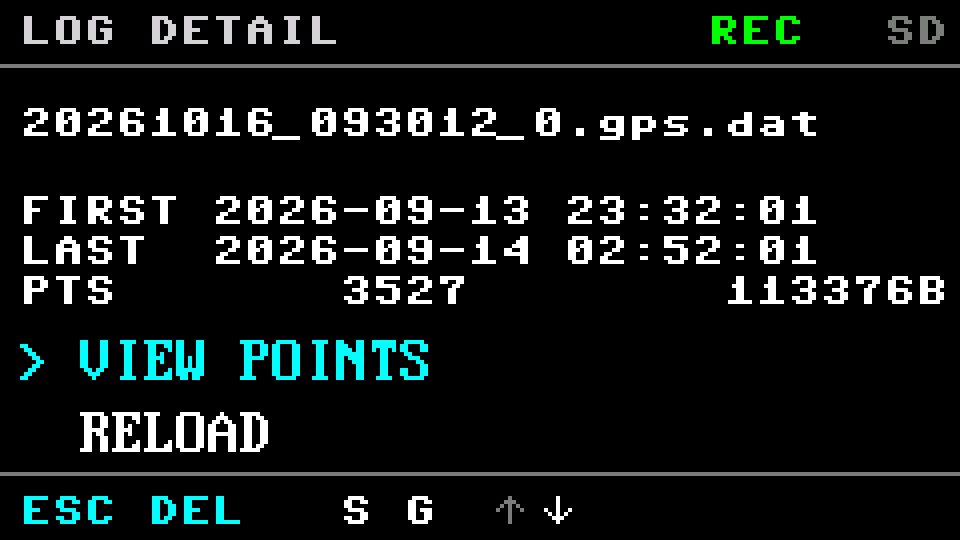 LOG DETAIL REC SD
20261016_093012_0.gps.dat
FIRST 2026-09-13 23:32:01
LAST 2026-09-14 02:52:01
PTS 3527 113376B
> VIEW POINTS
RELOAD
ESC DEL S G ↑ ↓